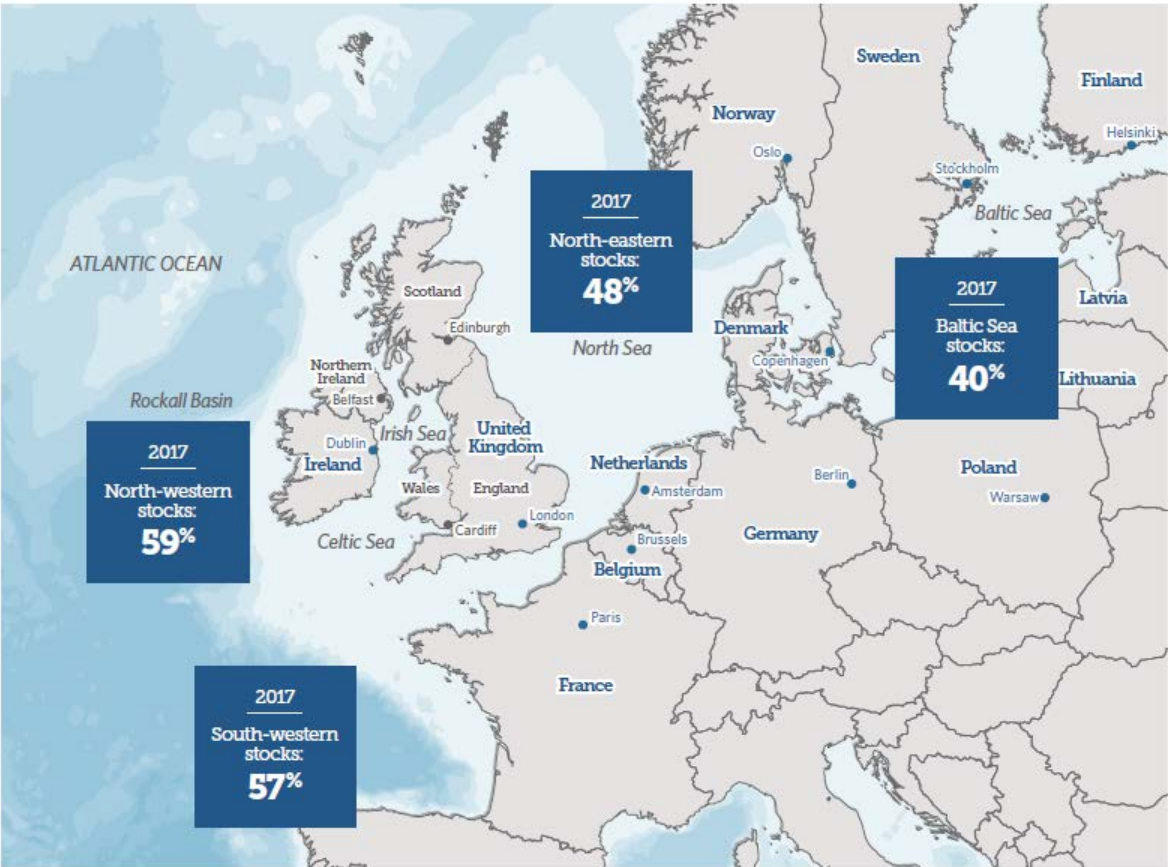 Sweden
Finland
Norway
Helsinki
Oslo
Stockholm
Baltic Sea
2017
North-eastern
stocks:
48%
ATLANTIC OCEAN
Scotland
2017
Baltic Sea
stocks:
40%
Latvia
Edinburgh
Denmark
North Sea
Copenhagen
Northern
Ireland
Belfast
Lithuania
Rockall Basin
Irish Sea
United
Kingdom
Dublin
Ireland
2017
North-western
stocks:
59%
Netherlands
Poland
Berlin
Wales
England
Amsterdam
Warsaw
London
Cardiff
Celtic Sea
Brussels
Germany
Belgium
Paris
France
2017
South-western
stocks:
57%